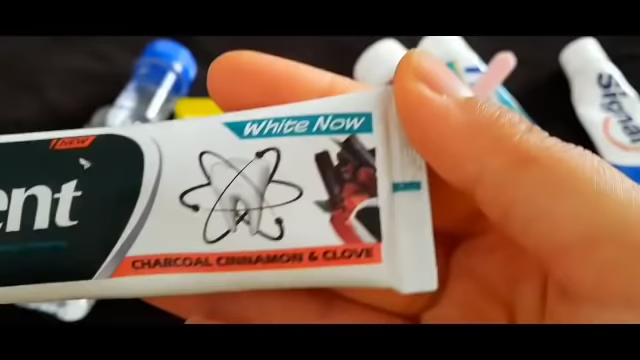 White Now
NEW
ent
CHARCOAL CINNAMON & CLOVE
Signal